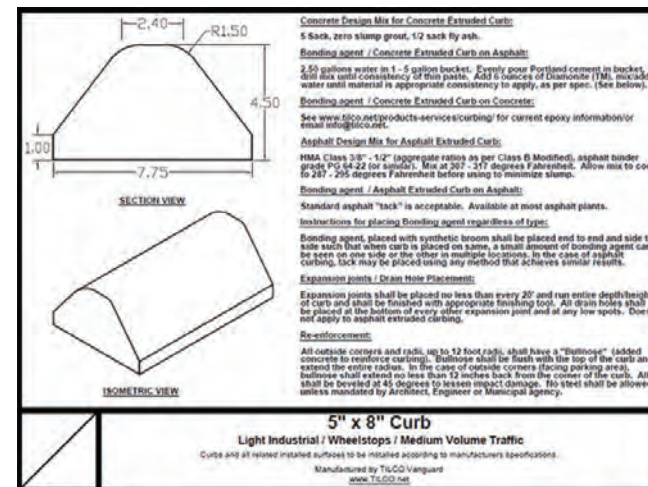 2.40
R1.50
4.50
1.00
7.75
SECTION VIEW
ISOMETRIC VIEW
Concrete Design Mix for Concrete Extruded Curb:
5 Sack, zero slump grout, 1/2 sack fly ash.
Bonding agent / Concrete Extruded Curb on Asphalt:
2.50 gallons water in 1 - 5 gallon bucket. Evenly pour Portland cement in bucket,
drill mix until consistency of thin paste. Add 6 ounces of Diamonite (TM), mix/add
water until material is appropriate consistency to apply, as per spec. (See below).
Bonding agent / Concrete Extruded Curb on Concrete:
See www.tilco.net/products-services/curbing/ for current epoxy information/or
email info@tilco.net.
Asphalt Design Mix for Asphalt Extruded Curb:
HMA Class 3/8" - 1/2" (aggregate ratios as per Class B Modified), asphalt binder
grade PG 64-22 (or similar). Mix at 307 - 317 degrees Fahrenheit. Allow mix to coo
to 287 - 295 degrees Fahrenheit before using to minimize slump.
Bonding agent / Asphalt Extruded Curb on Asphalt:
Standard asphalt "tack" is acceptable. Available at most asphalt plants.
Instructions for placing Bonding agent regardless of type:
Bonding agent, placed with synthetic broom shall be placed end to end and side t
side such that when curb is placed on same, a small amount of bonding agent can
be seen on one side or the other in multiple locations. In the case of asphalt
curbing, tack may be placed using any method that achieves similar results.
Expansion joints / Drain Hole Placement:
Expansion joints shall be placed no less than every 20' and run entire depth/heigh
of curb and shall be finished with appropriate finishing tool. All drain holes shall
be placed at the bottom of every other expansion joint and at any low spots. Does
not apply to asphalt extruded curbing.
Re-enforcement:
All outside corners and radii, up to 12 foot radii, shall have a "Bullnose" (added
concrete to reinforce curbing). Bullnose shall be flush with the top of the curb an
extend the entire radius. In the case of outside corners (facing parking area),
bullnose shall extend no less than 12 inches back from the corner of the curb. All
shall be beveled at 45 degrees to lessen impact damage. No steel shall be allowe
unless mandated by Architect, Engineer or Municipal agency.
5" x 8" Curb
Light Industrial / Wheelstops / Medium Volume Traffic
Curbs and all related installed surfaces to be installed according to manufacturers specifications.
Manufactured by TILCO Vanguard
www.TILCO.net